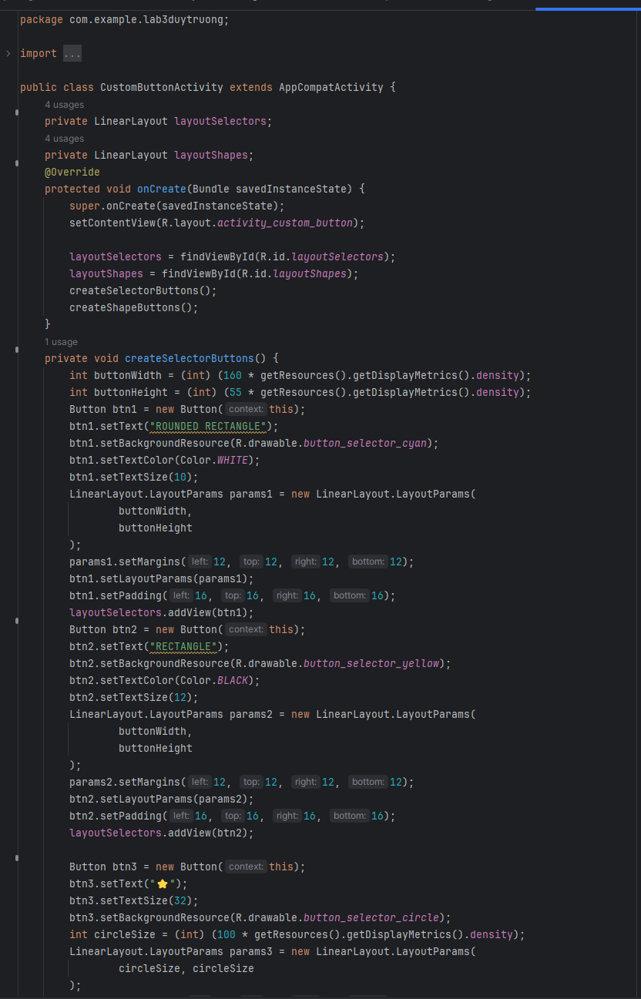 package com.example.lab3duytruong;
import ...
public class CustomButtonActivity extends AppCompatActivity {
4 usages
private LinearLayout layoutSelectors;
4 usages
private LinearLayout layoutShapes;
@Override
protected void onCreate(Bundle savedInstanceState) {
super.onCreate(savedInstanceState);
setContentView(R.layout.activity_custom_button);
layoutSelectors = findViewById(R.id.layoutSelectors);
layoutShapes = findViewById(R.id.layoutShapes);
createSelectorButtons();
createShapeButtons();
}
1 usage
private void createSelectorButtons() {
int buttonWidth = (int) (160 * getResources().getDisplayMetrics().density);
int buttonHeight = (int) (55 * getResources().getDisplayMetrics().density);
Button btn1 = new Button( context: this);
btn1.setText("ROUNDED RECTANGLE");
btn1.setBackgroundResource(R.drawable.button_selector_cyan);
btn1.setTextColor(Color.WHITE);
btn1.setTextSize(10);
LinearLayout.LayoutParams params1 = new LinearLayout.LayoutParams(
buttonWidth,
buttonHeight
);
params1.setMargins( left: 12, top: 12, right: 12, bottom: 12);
btn1.setLayoutParams(params1);
btn1.setPadding( left: 16, top: 16, right: 16, bottom: 16);
layoutSelectors.addView(btn1);
Button btn2 = new Button( context: this);
btn2.setText("RECTANGLE");
btn2.setBackgroundResource(R.drawable.button_selector_yellow);
btn2.setTextColor(Color.BLACK);
btn2.setTextSize(12);
LinearLayout.LayoutParams params2 = new LinearLayout.LayoutParams(
buttonWidth,
buttonHeight
);
params2.setMargins( left: 12, top: 12, right: 12, bottom: 12);
btn2.setLayoutParams(params2);
btn2.setPadding( left: 16, top: 16, right: 16, bottom: 16);
layoutSelectors.addView(btn2);
Button btn3 = new Button( context: this);
btn3.setText("⭐");
btn3.setTextSize(32);
btn3.setBackgroundResource(R.drawable.button_selector_circle);
int circleSize = (int) (100 * getResources().getDisplayMetrics().density);
LinearLayout.LayoutParams params3 = new LinearLayout.LayoutParams(
circleSize, circleSize
);